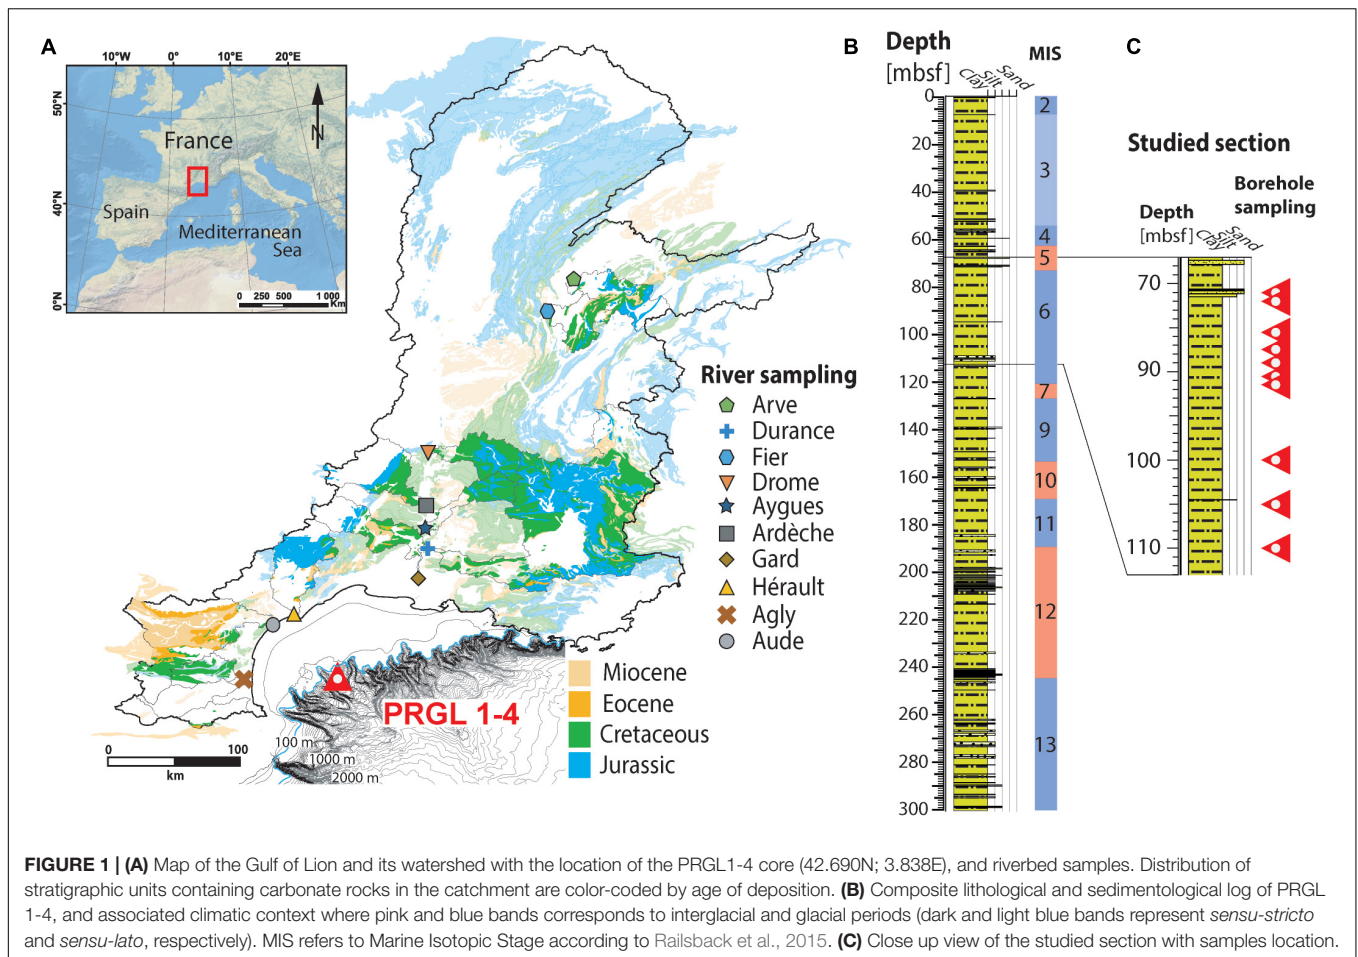 A
10°W 0° 10°E 20°E
50°N
40°N
0°N
N
France
Spain
Mediterranean
Sea
0 250 500 1 000
Km
River sampling
Arve
Durance
Fier
Drome
Aygues
Ardèche
Gard
Hérault
Agly
Aude
PRGL 1-4
Miocene
Eocene
Cretaceous
Jurassic
100 m
1000 m
2000 m
0 100
km
B
Depth
[mbsf]
Clay
Silt
Sand
MIS
0
20
40
60
80
100
120
140
160
180
200
220
240
260
280
300
2
3
4
5
6
7
9
10
11
12
13
C
Studied section
Borehole
sampling
Depth
[mbsf]
Clay
Silt
Sand
70
90
100
110
FIGURE 1 | (A) Map of the Gulf of Lion and its watershed with the location of the PRGL1-4 core (42.690N; 3.838E), and riverbed samples. Distribution of
stratigraphic units containing carbonate rocks in the catchment are color-coded by age of deposition. (B) Composite lithological and sedimentological log of PRGL
1-4, and associated climatic context where pink and blue bands corresponds to interglacial and glacial periods (dark and light blue bands represent sensu-stricto
and sensu-lato, respectively). MIS refers to Marine Isotopic Stage according to Railsback et al., 2015. (C) Close up view of the studied section with samples location.